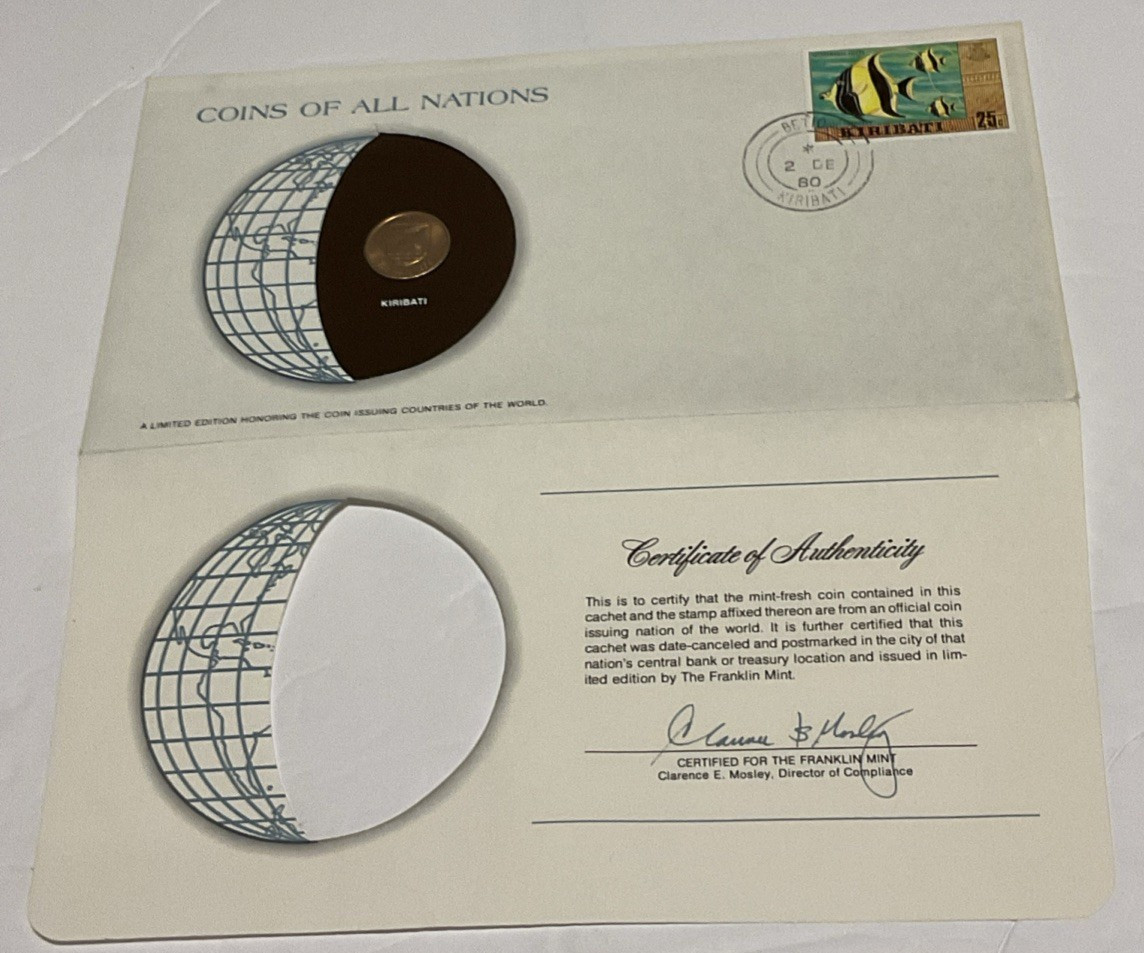 COINS OF ALL NATIONS
KIRIBATI
25c
2 DE
80
KIRIBATI
KIRIBATI
A LIMITED EDITION HONORING THE COIN ISSUING COUNTRIES OF THE WORLD.
Certificate of Authenticity
This is to certify that the mint-fresh coin contained in this
cachet and the stamp affixed thereon are from an official coin
issuing nation of the world. It is further certified that this
cachet was date-canceled and postmarked in the city of that
nation's central bank or treasury location and issued in lim-
ited edition by The Franklin Mint.
CERTIFIED FOR THE FRANKLIN MINT
Clarence E. Mosley, Director of Compliance